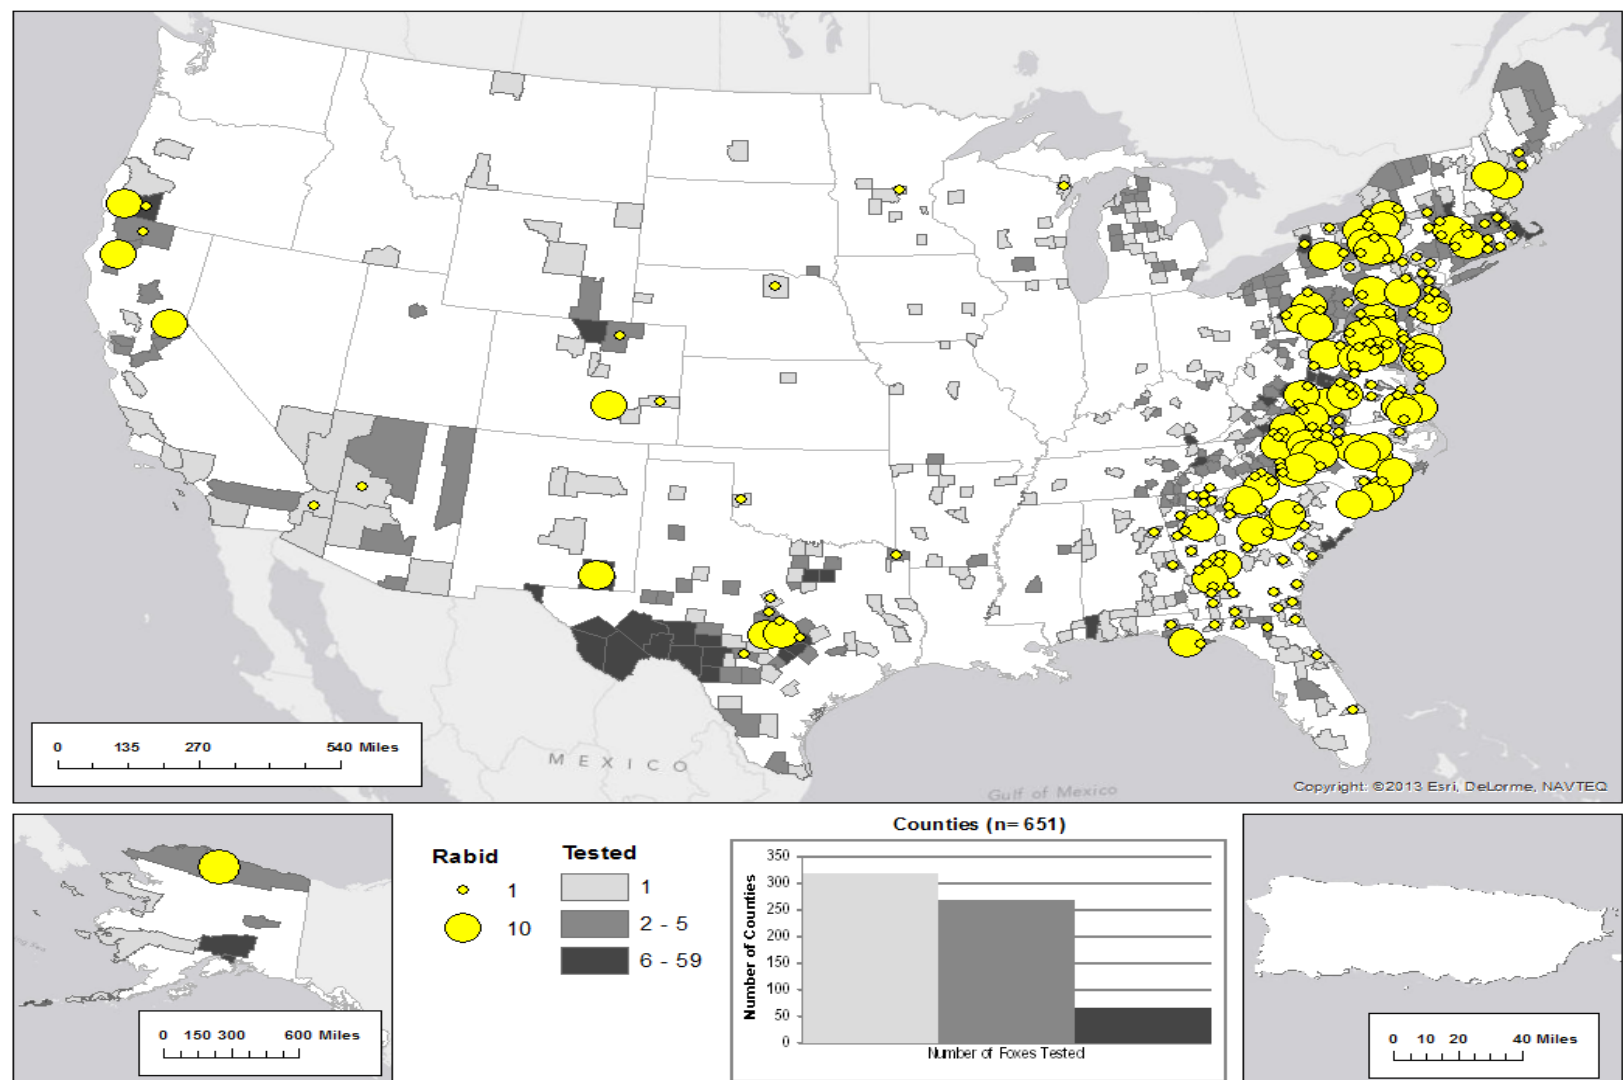 0 135 270 540 Miles
MEXICO
Gulf of Mexico
Copyright: ©2013 Esri, DeLorme, NAVTEQ
0 150 300 600 Miles
Rabid
1
10
Tested
1
2 - 5
6 - 59
Counties (n= 651)
Number of Counties
350
300
250
200
150
100
50
0
Number of Foxes Tested
0 10 20 40 Miles